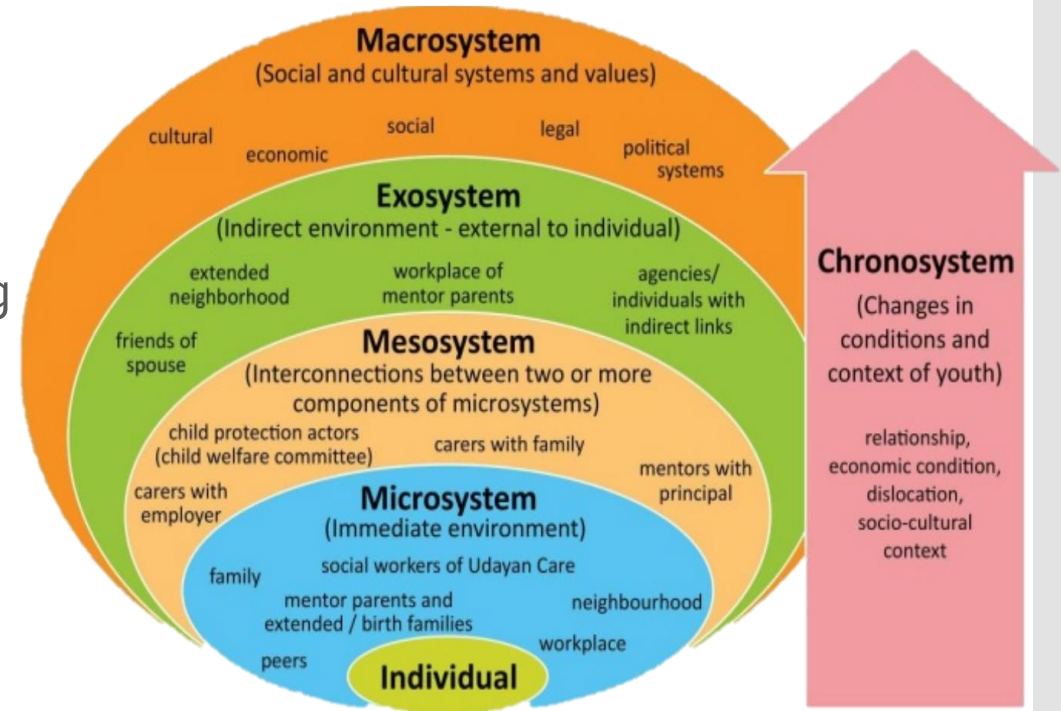 Macrosystem
(Social and cultural systems and values)
cultural
economic
social
legal
political
systems
Exosystem
(Indirect environment - external to individual)
extended
neighborhood
workplace of
mentor parents
agencies/
individuals with
indirect links
friends of
spouse
Mesosystem
(Interconnections between two or more
components of microsystems)
child protection actors
(child welfare committee)
carers with family
mentors with
principal
carers with
employer
Microsystem
(Immediate environment)
family
social workers of Udayan Care
mentor parents and
extended / birth families
neighbourhood
workplace
peers
Individual
Chronosystem
(Changes in
conditions and
context of youth)
relationship,
economic condition,
dislocation,
socio-cultural
context
g